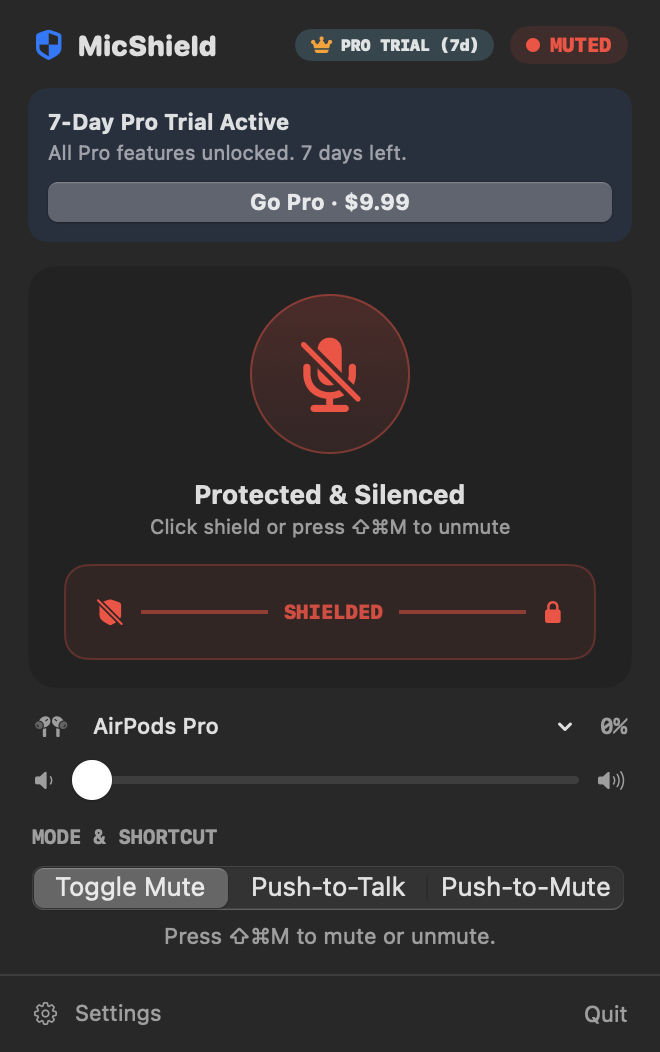 MicShield
PRO TRIAL (7d)
MUTED
7-Day Pro Trial Active
All Pro features unlocked. 7 days left.
Go Pro · $9.99
Protected & Silenced
Click shield or press ⇧⌘M to unmute
SHIELDED
AirPods Pro
0%
MODE & SHORTCUT
Toggle Mute
Push-to-Talk
Push-to-Mute
Press ⇧⌘M to mute or unmute.
Settings
Quit